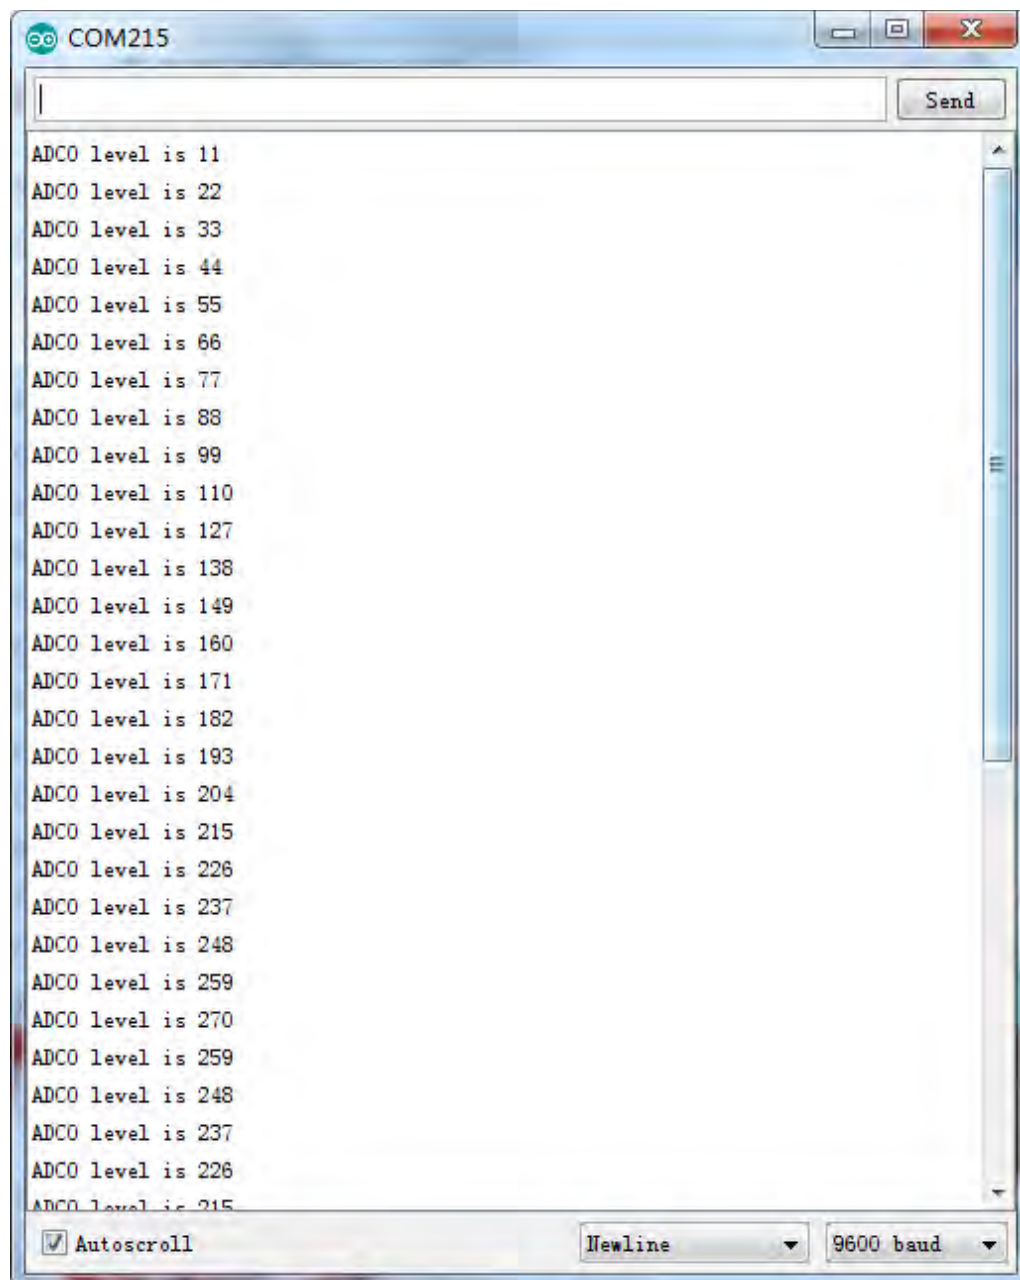 COM215
Send
ADC0 level is 11
ADC0 level is 22
ADC0 level is 33
ADC0 level is 44
ADC0 level is 55
ADC0 level is 66
ADC0 level is 77
ADC0 level is 88
ADC0 level is 99
ADC0 level is 110
ADC0 level is 127
ADC0 level is 138
ADC0 level is 149
ADC0 level is 160
ADC0 level is 171
ADC0 level is 182
ADC0 level is 193
ADC0 level is 204
ADC0 level is 215
ADC0 level is 226
ADC0 level is 237
ADC0 level is 248
ADC0 level is 259
ADC0 level is 270
ADC0 level is 259
ADC0 level is 248
ADC0 level is 237
ADC0 level is 226
ADC0 level is 215
Autoscroll
Newline
9600 baud